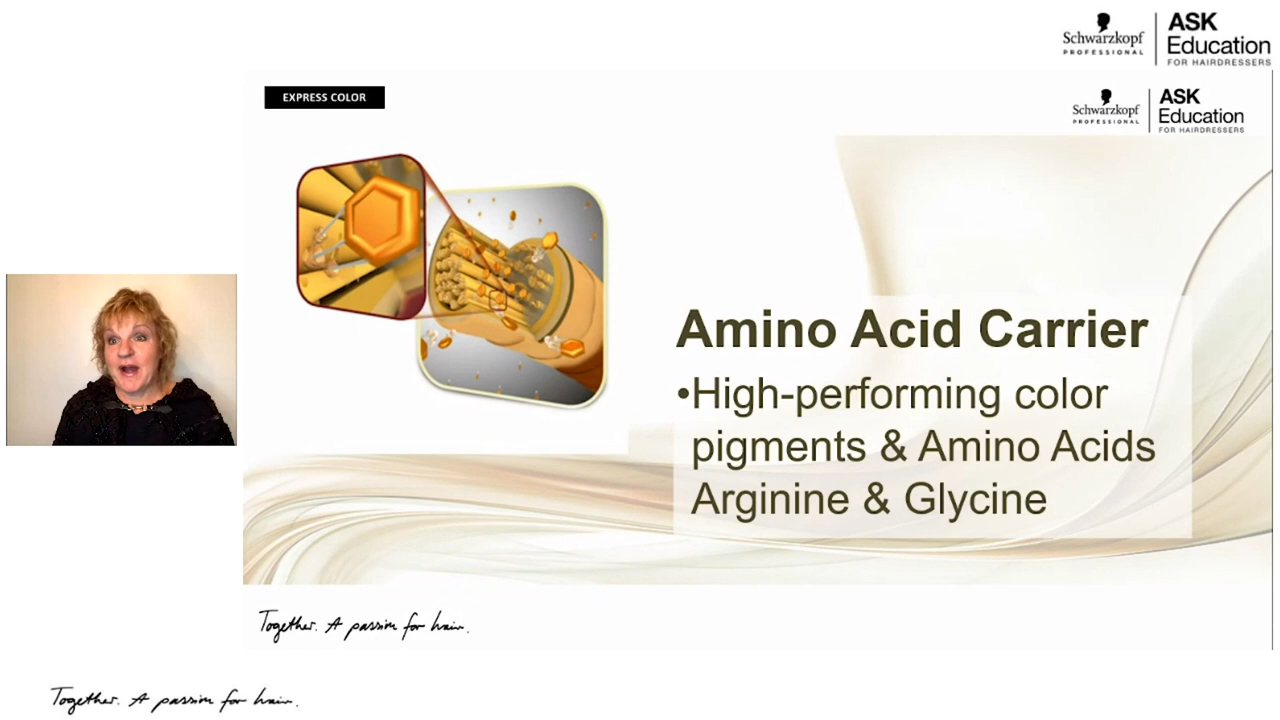 Schwarzkopf
PROFESSIONAL
ASK
Education
FOR HAIRDRESSERS
EXPRESS COLOR
Schwarzkopf
PROFESSIONAL
ASK
Education
FOR HAIRDRESSERS
Amino Acid Carrier
•High-performing color
pigments & Amino Acids
Arginine & Glycine
Together. A passion for hair.
Together. A passion for hair.